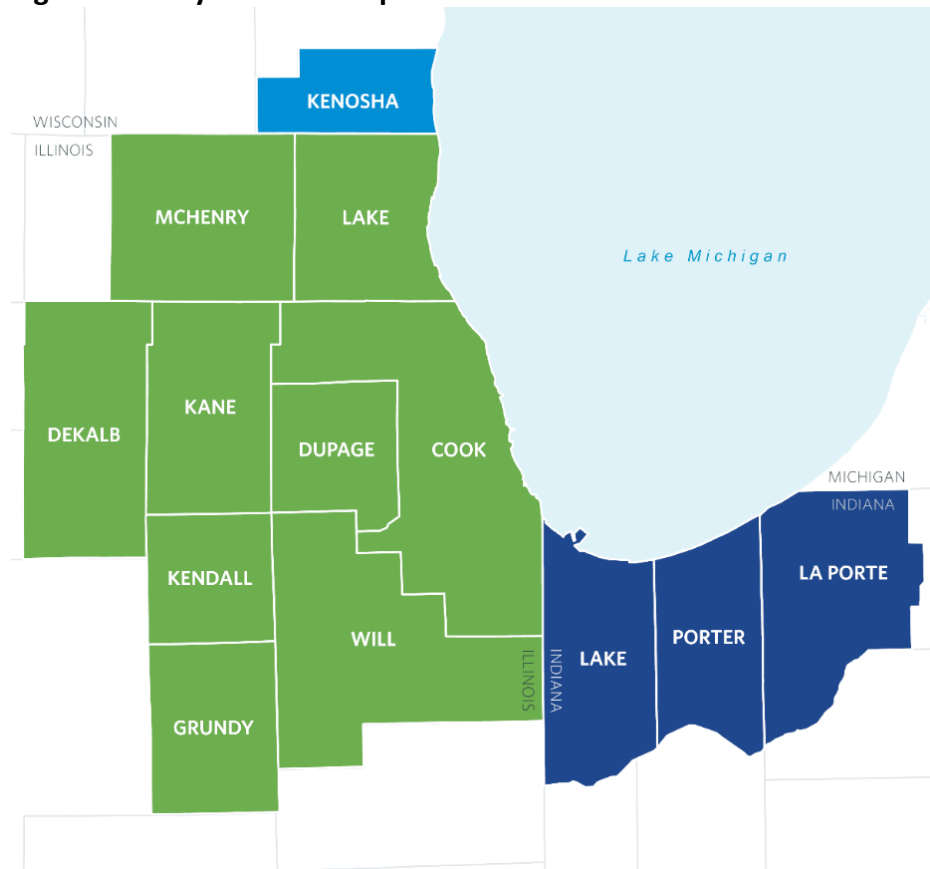 KENOSHA
WISCONSIN
ILLINOIS
MCHENRY
LAKE
Lake Michigan
KANE
DEKALB
DUPAGE
COOK
MICHIGAN
INDIANA
KENDALL
LA PORTE
WILL
ILLINOIS
INDIANA
LAKE
PORTER
GRUNDY